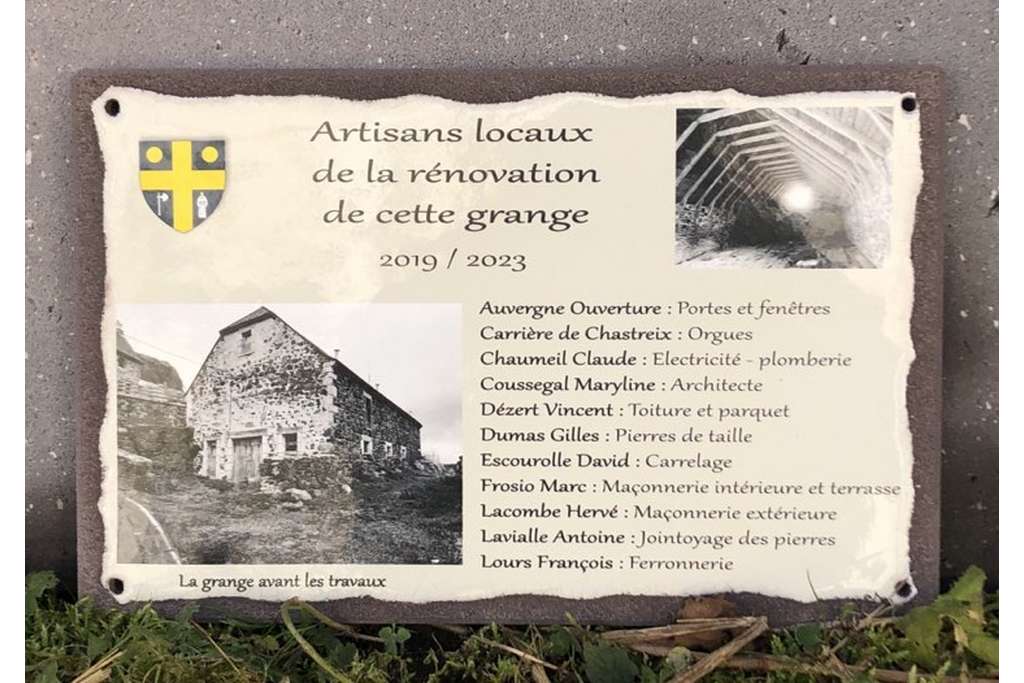 Artisans locaux
de la rénovation
de cette grange
2019 / 2023
Auvergne Ouverture : Portes et fenêtres
Carrière de Chastreix : Orgues
Chaumeil Claude : Electricité - plomberie
Coussegal Maryline : Architecte
Dézert Vincent : Toiture et parquet
Dumas Gilles : Pierres de taille
Escourolle David : Carrelage
Frosio Marc : Maçonnerie intérieure et terrasse
Lacombe Hervé : Maçonnerie extérieure
Lavialle Antoine : Jointoyage des pierres
Lours François : Ferronnerie
La grange avant les travaux